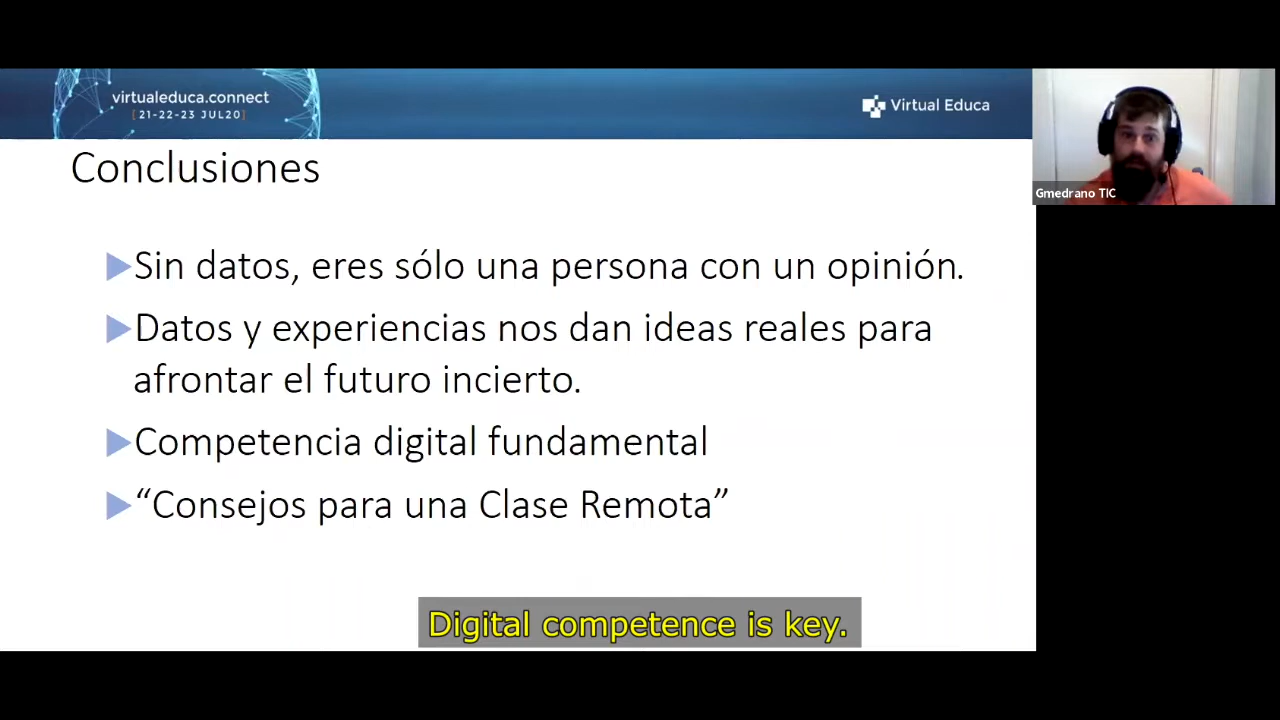 virtualeduca.connect
[21-22-23 JUL20]
Virtual Educa
Gmedrano TIC
Conclusiones
Sin datos, eres sólo una persona con un opinión.
Datos y experiencias nos dan ideas reales para
afrontar el futuro incierto.
Competencia digital fundamental
“Consejos para una Clase Remota”
Digital competence is key.